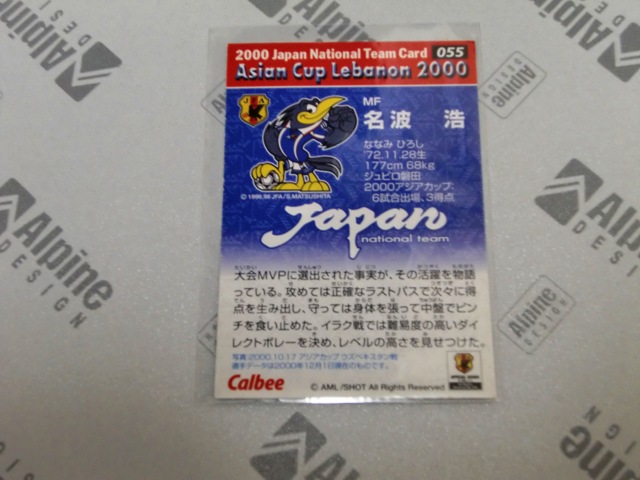 2000 Japan National Team Card 055
Asian Cup Lebanon 2000
JFA
MF
名波 浩
ななみ ひろし
'72.11.28生
177cm 68kg
ジュビロ磐田
2000アジアカップ:
6試合出場、3得点
©1996,98 JFA/S.MATSUSHITA
Japan
national team
大会MVPに選出された事実が、その活躍を物語
っている。攻めては正確なラストパスで次々に得
点を生み出し、守っては身体を張って中盤でピン
チを食い止めた。イラク戦では難易度の高いダイ
レクトボレーを決め、レベルの高さを見せつけた。
写真:2000.10.17 アジアカップ ウズベキスタン戦
選手データは2000年12月1日現在のものです。
Calbee
© AML/SHOT All Rights Reserved
Alpine
DESIGN
Alpine
DESIGN
Alpine
DESIGN
Alpine
DESIGN
Alpine
DESIGN